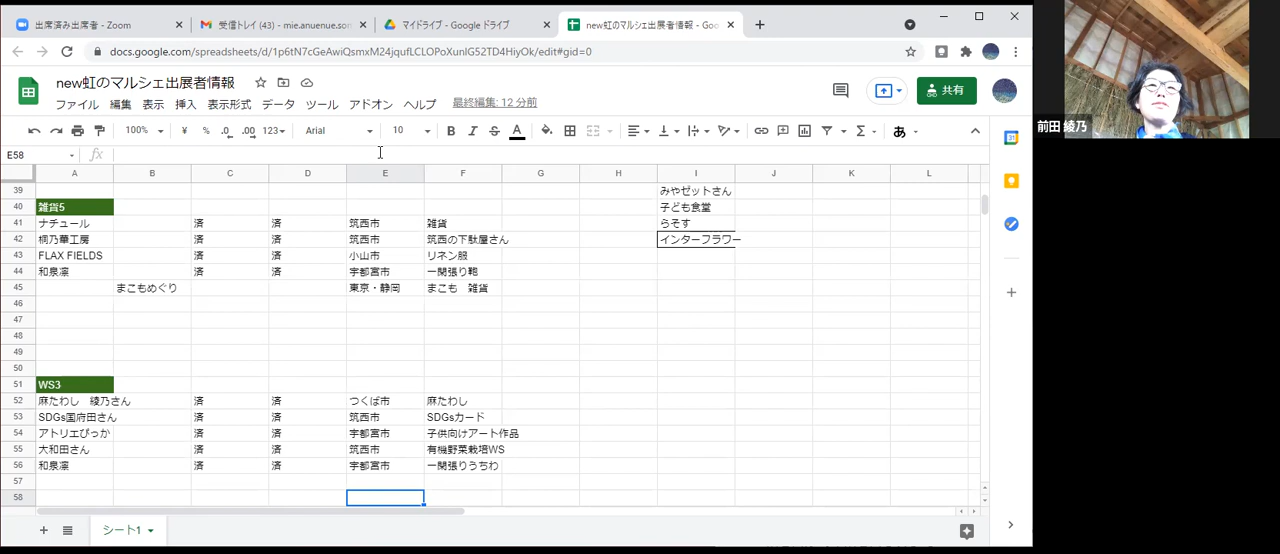 出席済み出席者 - Zoom
受信トレイ (43) - mie.anuenue.son
マイドライブ - Google ドライブ
new虹のマルシェ出展者情報 - Goo
docs.google.com/spreadsheets/d/1p6tN7cGeAwiQsmxM24jqufLCLOPoXunIG52TD4HiyOk/edit#gid=0
new虹のマルシェ出展者情報
ファイル 編集 表示 挿入 表示形式 データ ツール アドオン ヘルプ 最終編集: 12 分前
共有
100% ¥ % .0 .00 123 Arial 10 B I S A あ
E58 fx
A B C D E F G H I J K L
39 みやゼットさん
40 雑貨5 子ども食堂
41 ナチュール 済 済 筑西市 雑貨 らそす
42 桐乃華工房 済 済 筑西市 筑西の下駄屋さん インターフラワー
43 FLAX FIELDS 済 済 小山市 リネン服
44 和泉凜 済 済 宇都宮市 一閑張り鞄
45 まこもめぐり 東京・静岡 まこも 雑貨
46
47
48
49
50
51 WS3
52 麻たわし 綾乃さん 済 済 つくば市 麻たわし
53 SDGs国府田さん 済 済 筑西市 SDGsカード
54 アトリエぴっか 済 済 宇都宮市 子供向けアート作品
55 大和田さん 済 済 筑西市 有機野菜栽培WS
56 和泉凜 済 済 宇都宮市 一閑張りうちわ
57
58
シート1
31
前田 綾乃